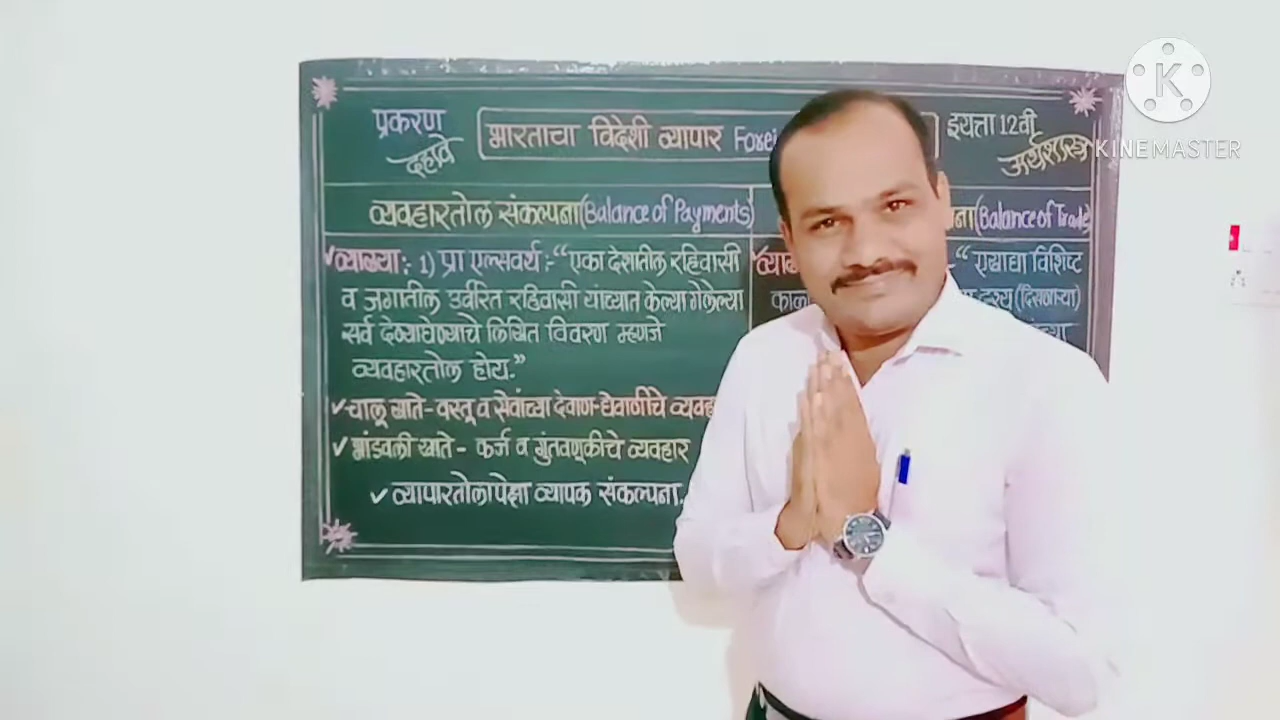 प्रकरण
दहावे
भारताचा विदेशी व्यापार
इयत्ता 12वी
अर्थशास्त्र
KINEMASTER
व्यवहारतोल संकल्पना(Balance of Payments)
(Balance of Trade)
व्याख्या :- 1) प्रा एल्सवर्थ :- “एका देशातील रहिवासी
व जगातील उर्वरित रहिवासी यांच्यात केल्या गेलेल्या
सर्व देण्याघेण्याचे लिखित विवरण म्हणजे
व्यवहारतोल होय.”
चालू खाते - वस्तू व सेवांच्या देवाण-घेवाणीचे
भांडवली खाते - कर्ज व गुंतवणूकीचे व्यवहार
व्यापारतोलापेक्षा व्यापक संकल्पना.
“ एखाद्या विशिष्ट
दृश्य (दिसणाऱ्या)